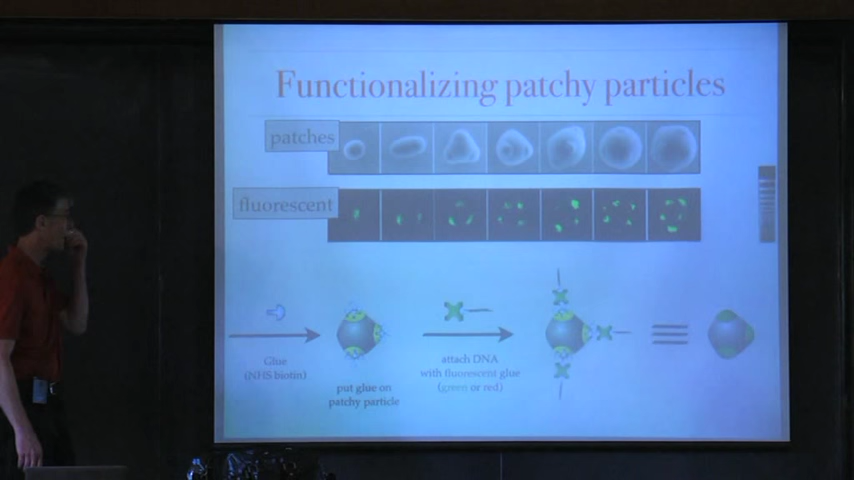 Functionalizing patchy particles
patches
fluorescent
Glue
(NHS biotin)
put glue on
patchy particle
attach DNA
with fluorescent glue
(green or red)